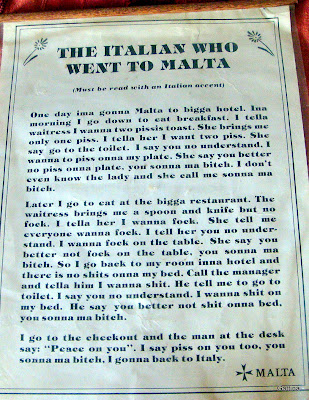 THE ITALIAN WHO
WENT TO MALTA
(Must be read with an Italian accent)
One day ima gonna Malta to bigga hotel. Ina
morning I go down to eat breakfast. I tella
waitress I wanna two pissis toast. She brings me
only one piss. I tella her I want two piss. She
say go to the toilet. I say you no understand, I
wanna to piss onna my plate. She say you better
no piss onna plate, you sonna ma bitch. I don't
even know the lady and she call me sonna ma
bitch.
Later I go to eat at the bigga restaurant. The
waitress brings me a spoon and knife but no
fock. I tella her I wanna fock. She tell me
everyone wanna fock. I tell her you no under-
stand. I wanna fock on the table. She say you
better not fock on the table, you sonna ma
bitch. So I go back to my room inna hotel and
there is no shits onna my bed. Call the manager
and tella him I wanna shit. He tell me to go to
toilet. I say you no understand. I wanna shit on
my bed. He say you better not shit onna bed,
you sonna ma bitch.
I go to the checkout and the man at the desk
say: "Peace on you". I say piss on you too, you
sonna ma bitch, I gonna back to Italy.
MALTA